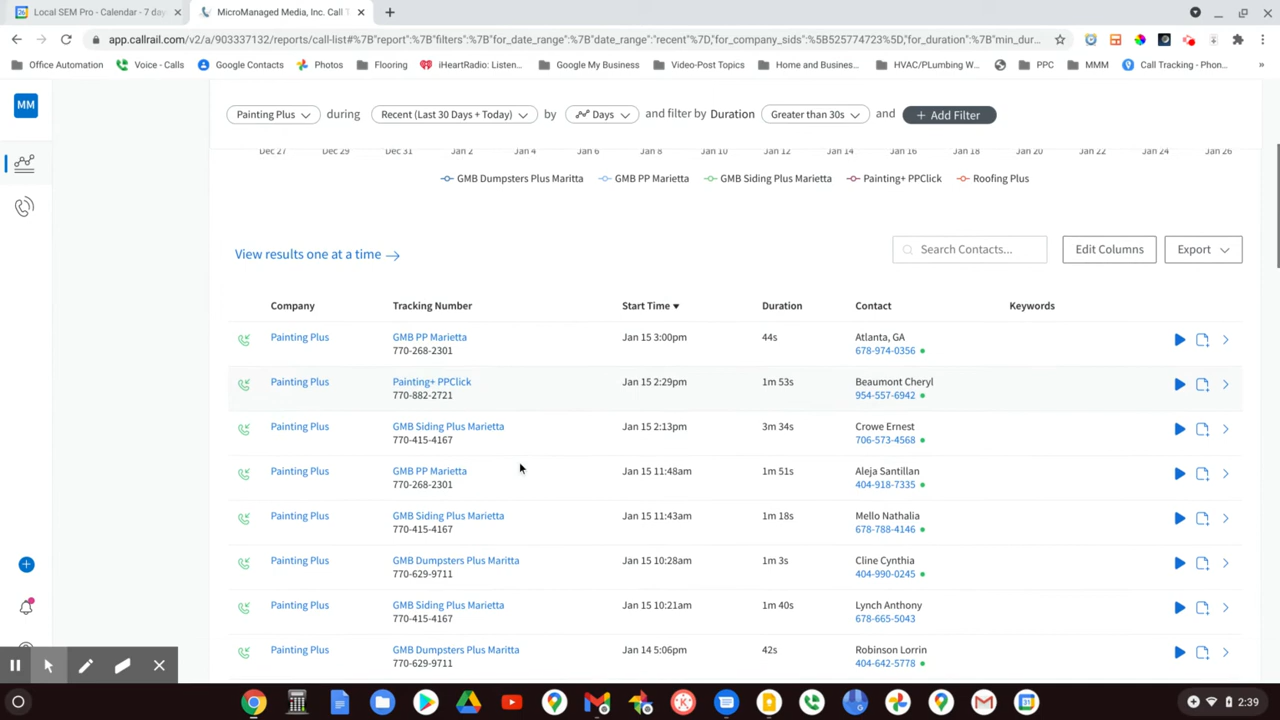 Local SEM Pro - Calendar - 7 day
MicroManaged Media, Inc. Call T
app.callrail.com/v2/a/903337132/reports/call-list#%7B"report":%7B"filters":%7B"for_date_range":%7B"date_range":"recent"%7D,"for_company_sids":%5B525774723%5D,"for_duration":%7B"min_dur...
Office Automation Voice - Calls Google Contacts Photos Flooring iHeartRadio: Listen... Google My Business Video-Post Topics Home and Busines... HVAC/PLumbing W... PPC MMM Call Tracking - Phon... »
MM
Painting Plus during Recent (Last 30 Days + Today) by Days and filter by Duration Greater than 30s and + Add Filter
Dec 27 Dec 29 Dec 31 Jan 2 Jan 4 Jan 6 Jan 8 Jan 10 Jan 12 Jan 14 Jan 16 Jan 18 Jan 20 Jan 22 Jan 24 Jan 26
GMB Dumpsters Plus Maritta GMB PP Marietta GMB Siding Plus Marietta Painting+ PPClick Roofing Plus
View results one at a time → Search Contacts... Edit Columns Export
Company Tracking Number Start Time ▼ Duration Contact Keywords
Painting Plus GMB PP Marietta Jan 15 3:00pm 44s Atlanta, GA
770-268-2301 678-974-0356
Painting Plus Painting+ PPClick Jan 15 2:29pm 1m 53s Beaumont Cheryl
770-882-2721 954-557-6942
Painting Plus GMB Siding Plus Marietta Jan 15 2:13pm 3m 34s Crowe Ernest
770-415-4167 706-573-4568
Painting Plus GMB PP Marietta Jan 15 11:48am 1m 51s Aleja Santillan
770-268-2301 404-918-7335
Painting Plus GMB Siding Plus Marietta Jan 15 11:43am 1m 18s Mello Nathalia
770-415-4167 678-788-4146
Painting Plus GMB Dumpsters Plus Maritta Jan 15 10:28am 1m 3s Cline Cynthia
770-629-9711 404-990-0245
Painting Plus GMB Siding Plus Marietta Jan 15 10:21am 1m 40s Lynch Anthony
770-415-4167 678-665-5043
Painting Plus GMB Dumpsters Plus Maritta Jan 14 5:06pm 42s Robinson Lorrin
770-629-9711 404-642-5778
2:39